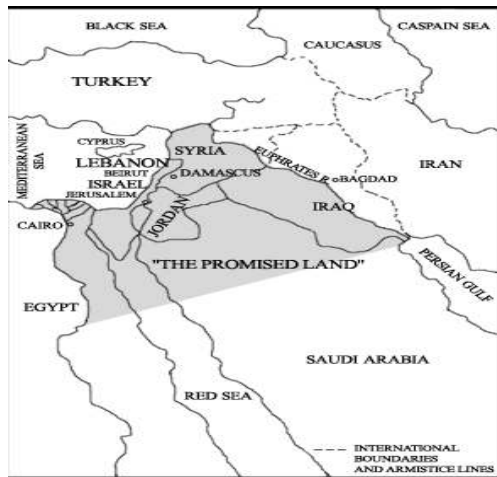 BLACK SEA
CASPAIN SEA
CAUCASUS
TURKEY
MEDITERRANEAN
SEA
CYPRUS
SYRIA
LEBANON
BEIRUT
DAMASCUS
EUPHRATES R
BAGDAD
IRAN
ISRAEL
JERUSALEM
JORDAN
IRAQ
CAIRO
"THE PROMISED LAND"
PERSIAN GULF
EGYPT
SAUDI ARABIA
RED SEA
INTERNATIONAL
BOUNDARIES
AND ARMISTICE LINES